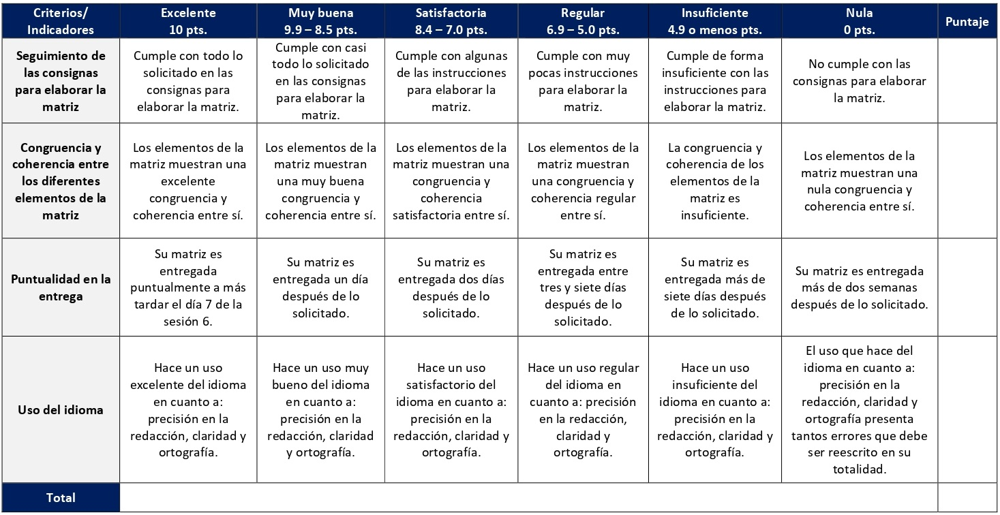 Criterios/
Indicadores
Excelente
10 pts.
Muy buena
9.9 – 8.5 pts.
Satisfactoria
8.4 – 7.0 pts.
Regular
6.9 – 5.0 pts.
Insuficiente
4.9 o menos pts.
Nula
0 pts.
Puntaje
Seguimiento de
las consignas
para elaborar la
matriz
Cumple con todo lo
solicitado en las
consignas para
elaborar la matriz.
Cumple con casi
todo lo solicitado
en las consignas
para elaborar la
matriz.
Cumple con algunas
de las instrucciones
para elaborar la
matriz.
Cumple con muy
pocas instrucciones
para elaborar la
matriz.
Cumple de forma
insuficiente con las
instrucciones para
elaborar la matriz.
No cumple con las
consignas para elaborar
la matriz.
Congruencia y
coherencia entre
los diferentes
elementos de la
matriz
Los elementos de la
matriz muestran una
excelente
congruencia y
coherencia entre sí.
Los elementos de la
matriz muestran
una muy buena
congruencia y
coherencia entre sí.
Los elementos de la
matriz muestran una
congruencia y
coherencia
satisfactoria entre sí.
Los elementos de la
matriz muestran
una congruencia y
coherencia regular
entre sí.
La congruencia y
coherencia de los
elementos de la
matriz es
insuficiente.
Los elementos de la
matriz muestran una
nula congruencia y
coherencia entre sí.
Puntualidad en la
entrega
Su matriz es
entregada
puntualmente a más
tardar el día 7 de la
sesión 6.
Su matriz es
entregada un día
después de lo
solicitado.
Su matriz es
entregada dos días
después de lo
solicitado.
Su matriz es
entregada entre
tres y siete días
después de lo
solicitado.
Su matriz es
entregada más de
siete días después
de lo solicitado.
Su matriz es entregada
más de dos semanas
después de lo solicitado.
Uso del idioma
Hace un uso
excelente del idioma
en cuanto a:
precisión en la
redacción, claridad y
ortografía.
Hace un uso muy
bueno del idioma
en cuanto a:
precisión en la
redacción, claridad
y ortografía.
Hace un uso
satisfactorio del
idioma en cuanto a:
precisión en la
redacción, claridad y
ortografía.
Hace un uso regular
del idioma en
cuanto a: precisión
en la redacción,
claridad y
ortografía.
Hace un uso
insuficiente del
idioma en cuanto a:
precisión en la
redacción, claridad y
ortografía.
El uso que hace del
idioma en cuanto a:
precisión en la
redacción, claridad y
ortografía presenta
tantos errores que debe
ser reescrito en su
totalidad.
Total